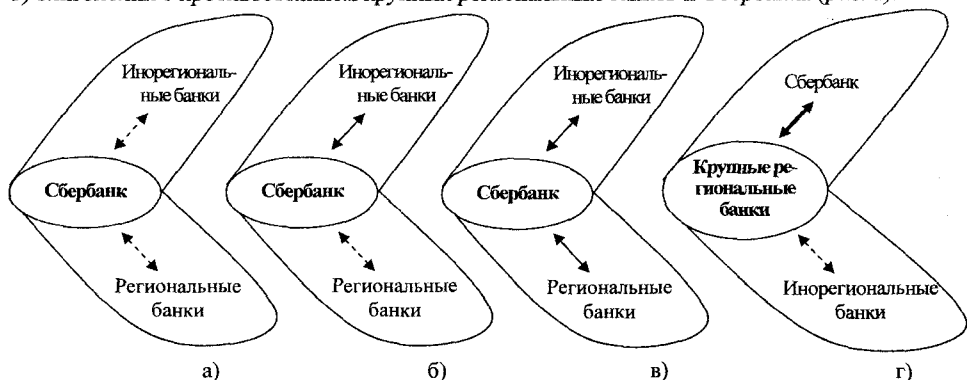 Инорегиональ-
ные банки
Сбербанк
Региональные
банки
а)
Инорегиональ-
ные банки
Сбербанк
Региональные
банки
б)
Инорегиональ-
ные банки
Сбербанк
Региональные
банки
в)
Сбербанк
Крупные ре-
гиональные
банки
Инорегиональные
банки
г)